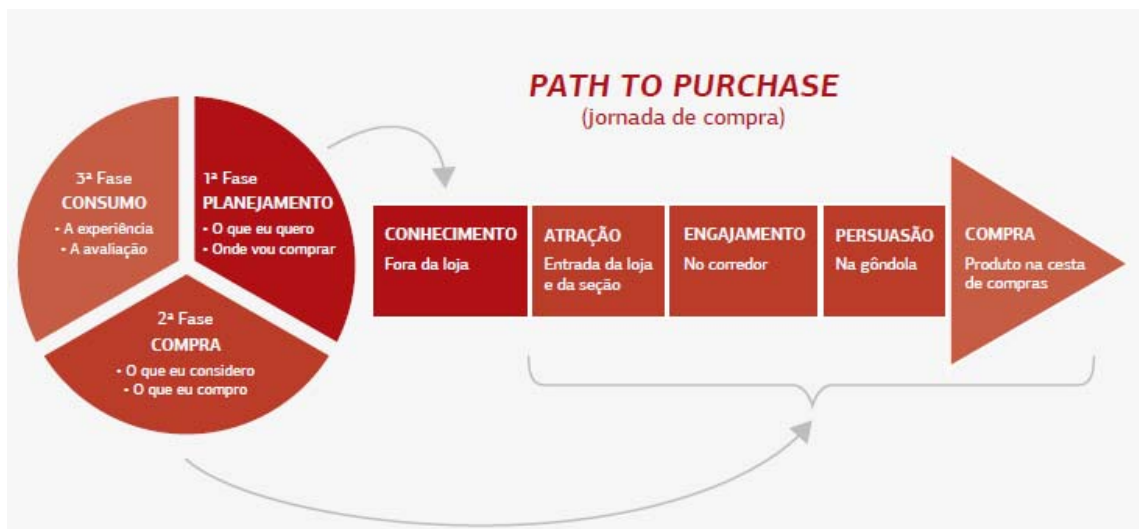 PATH TO PURCHASE
(jornada de compra)
3ª Fase
CONSUMO
• A experiência
• A avaliação
1ª Fase
PLANEJAMENTO
• O que eu quero
• Onde vou comprar
2ª Fase
COMPRA
• O que eu considero
• O que eu compro
CONHECIMENTO
Fora da loja
ATRAÇÃO
Entrada da loja
e da seção
ENGAJAMENTO
No corredor
PERSUASÃO
Na gôndola
COMPRA
Produto na cesta
de compras